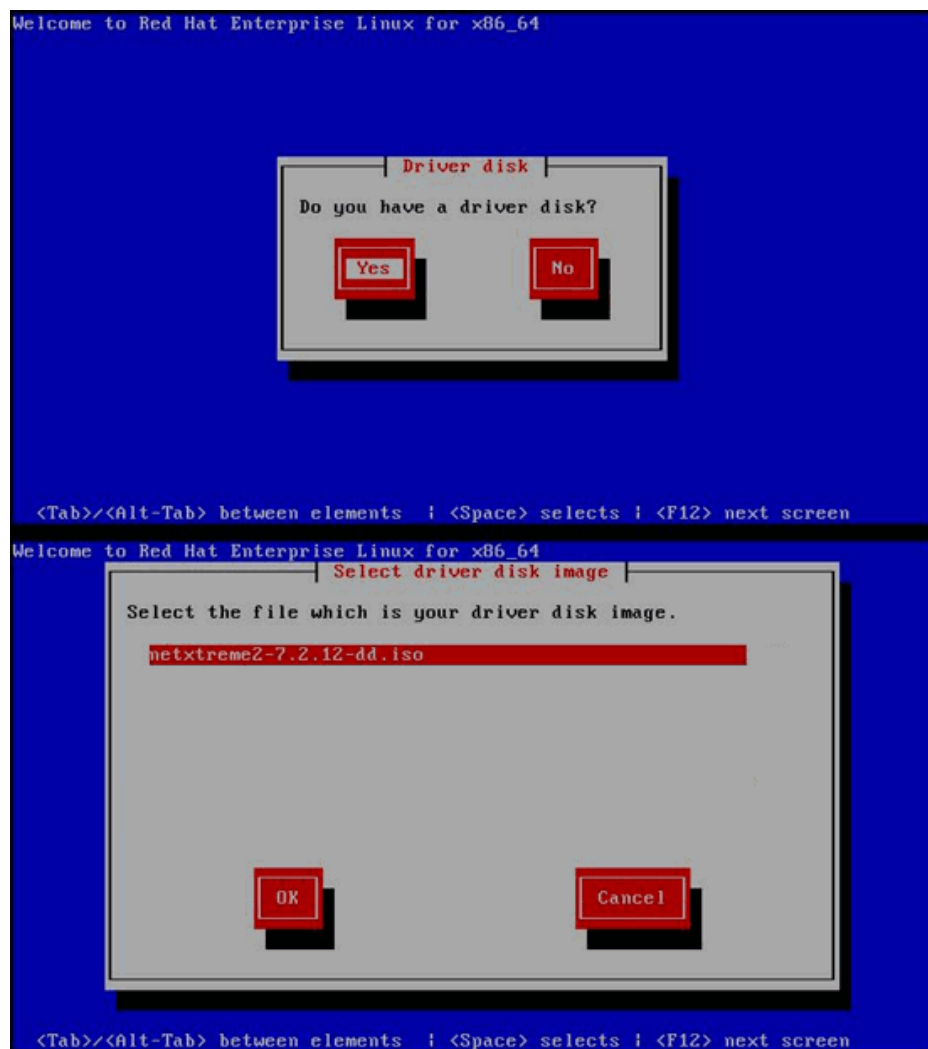 Welcome to Red Hat Enterprise Linux for x86_64
Driver disk
Do you have a driver disk?
Yes No
<Tab>/<Alt-Tab> between elements | <Space> selects | <F12> next screen
Welcome to Red Hat Enterprise Linux for x86_64
Select driver disk image
Select the file which is your driver disk image.
netxtreme2-7.2.12-dd.iso
OK Cancel
<Tab>/<Alt-Tab> between elements | <Space> selects | <F12> next screen